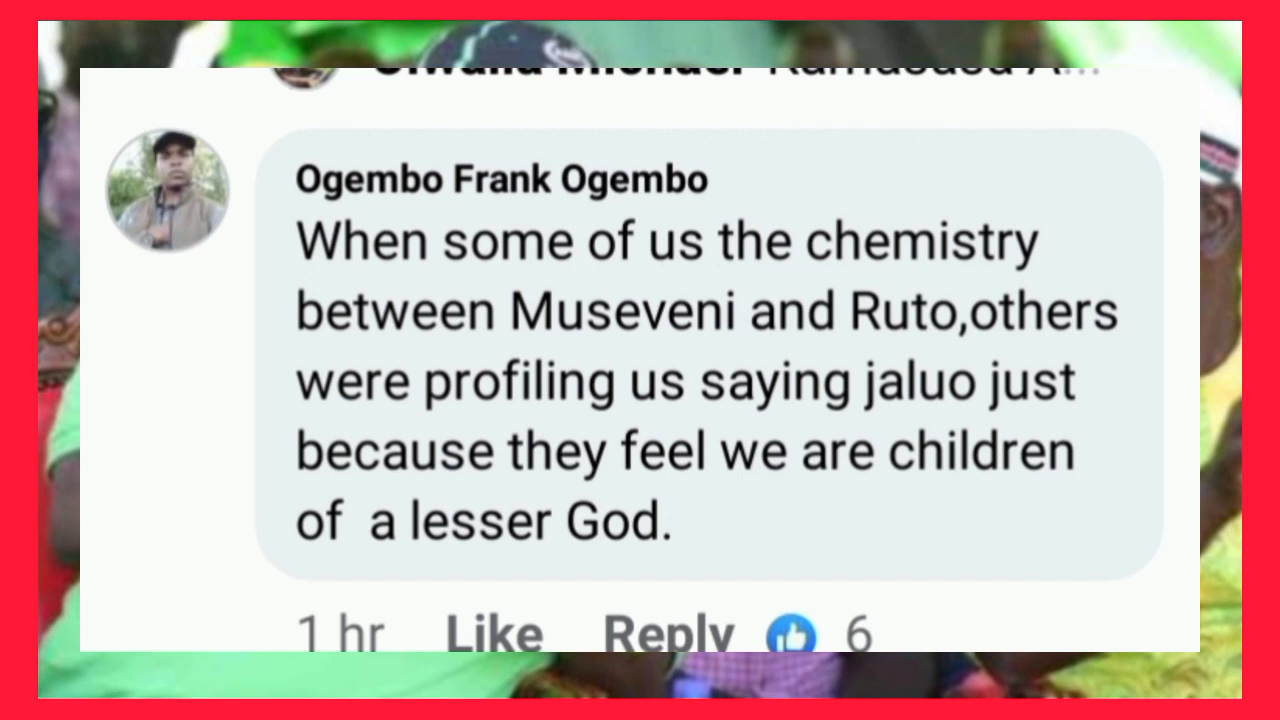 Ogembo Frank Ogembo
When some of us the chemistry
between Museveni and Ruto,others
were profiling us saying jaluo just
because they feel we are children
of  a lesser God.
1 hr Like Reply 6